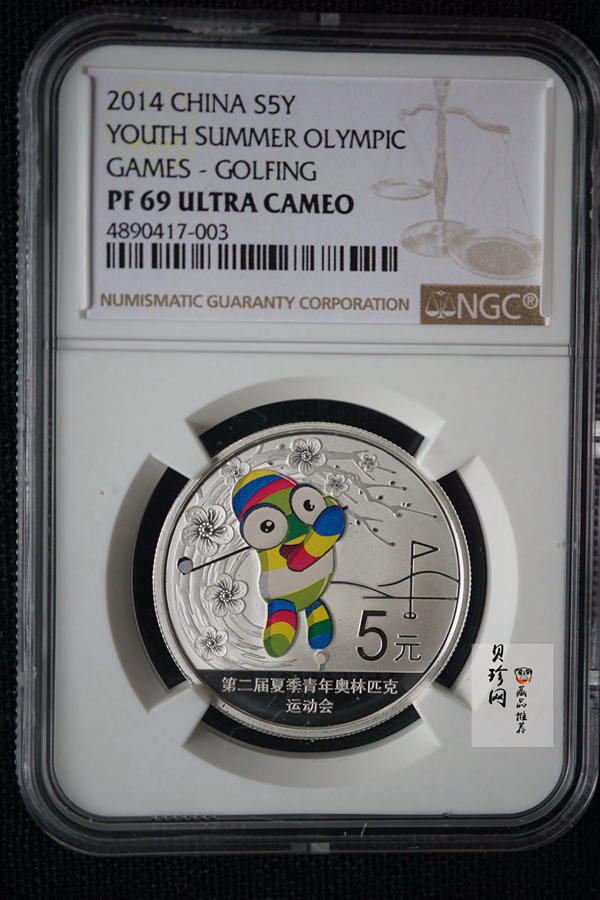 2014 CHINA S5Y
YOUTH SUMMER OLYMPIC
GAMES - GOLFING
PF 69 ULTRA CAMEO
4890417-003
NUMISMATIC GUARANTY CORPORATION
NGC®
5元
第二届夏季青年奥林匹克
运动会
贝珍网
藏品推荐